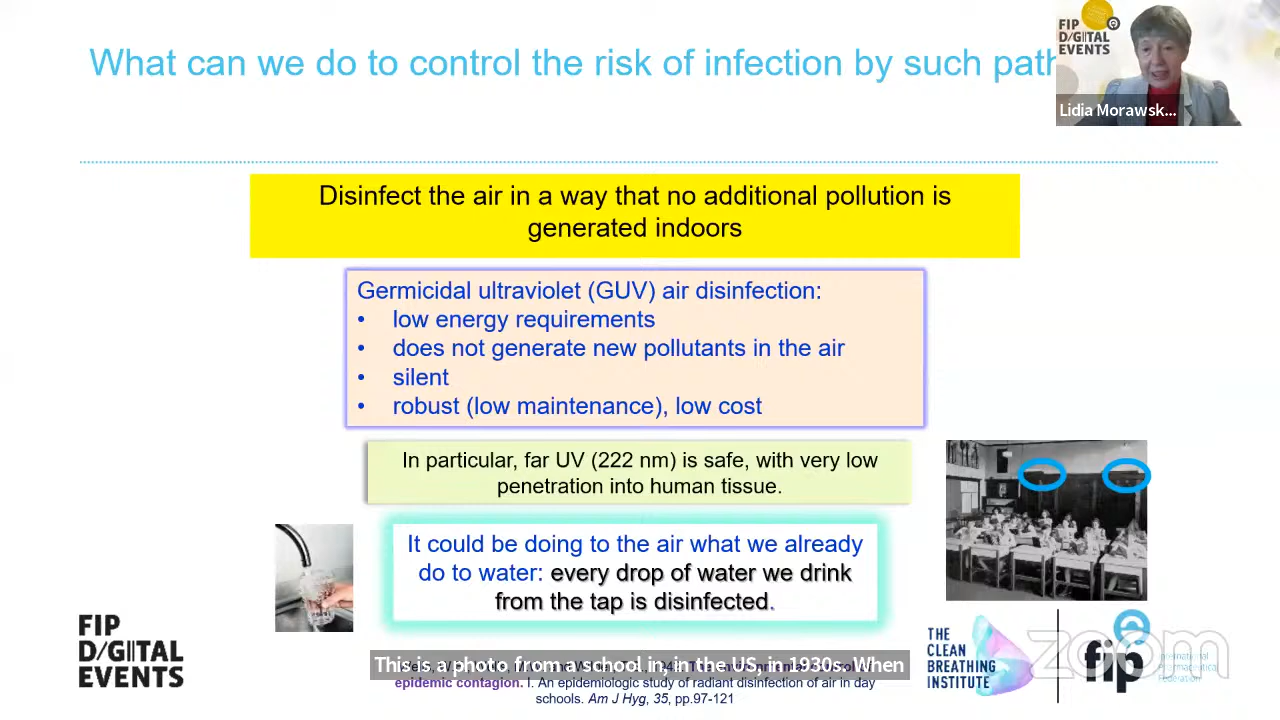 What can we do to control the risk of infection by such path
FIP
D/GITAL
EVENTS
Lidia Morawsk...
Disinfect the air in a way that no additional pollution is
generated indoors
Germicidal ultraviolet (GUV) air disinfection:
• low energy requirements
• does not generate new pollutants in the air
• silent
• robust (low maintenance), low cost
In particular, far UV (222 nm) is safe, with very low
penetration into human tissue.
It could be doing to the air what we already
do to water: every drop of water we drink
from the tap is disinfected.
FIP
D/GITAL
EVENTS
This is a photo from a school in, in the US, in 1930s. When
epidemic contagion. I. An epidemiologic study of radiant disinfection of air in day
schools. Am J Hyg, 35, pp.97-121
THE
CLEAN
BREATHING
INSTITUTE
fip
International
Pharmaceutical
Federation
zoom